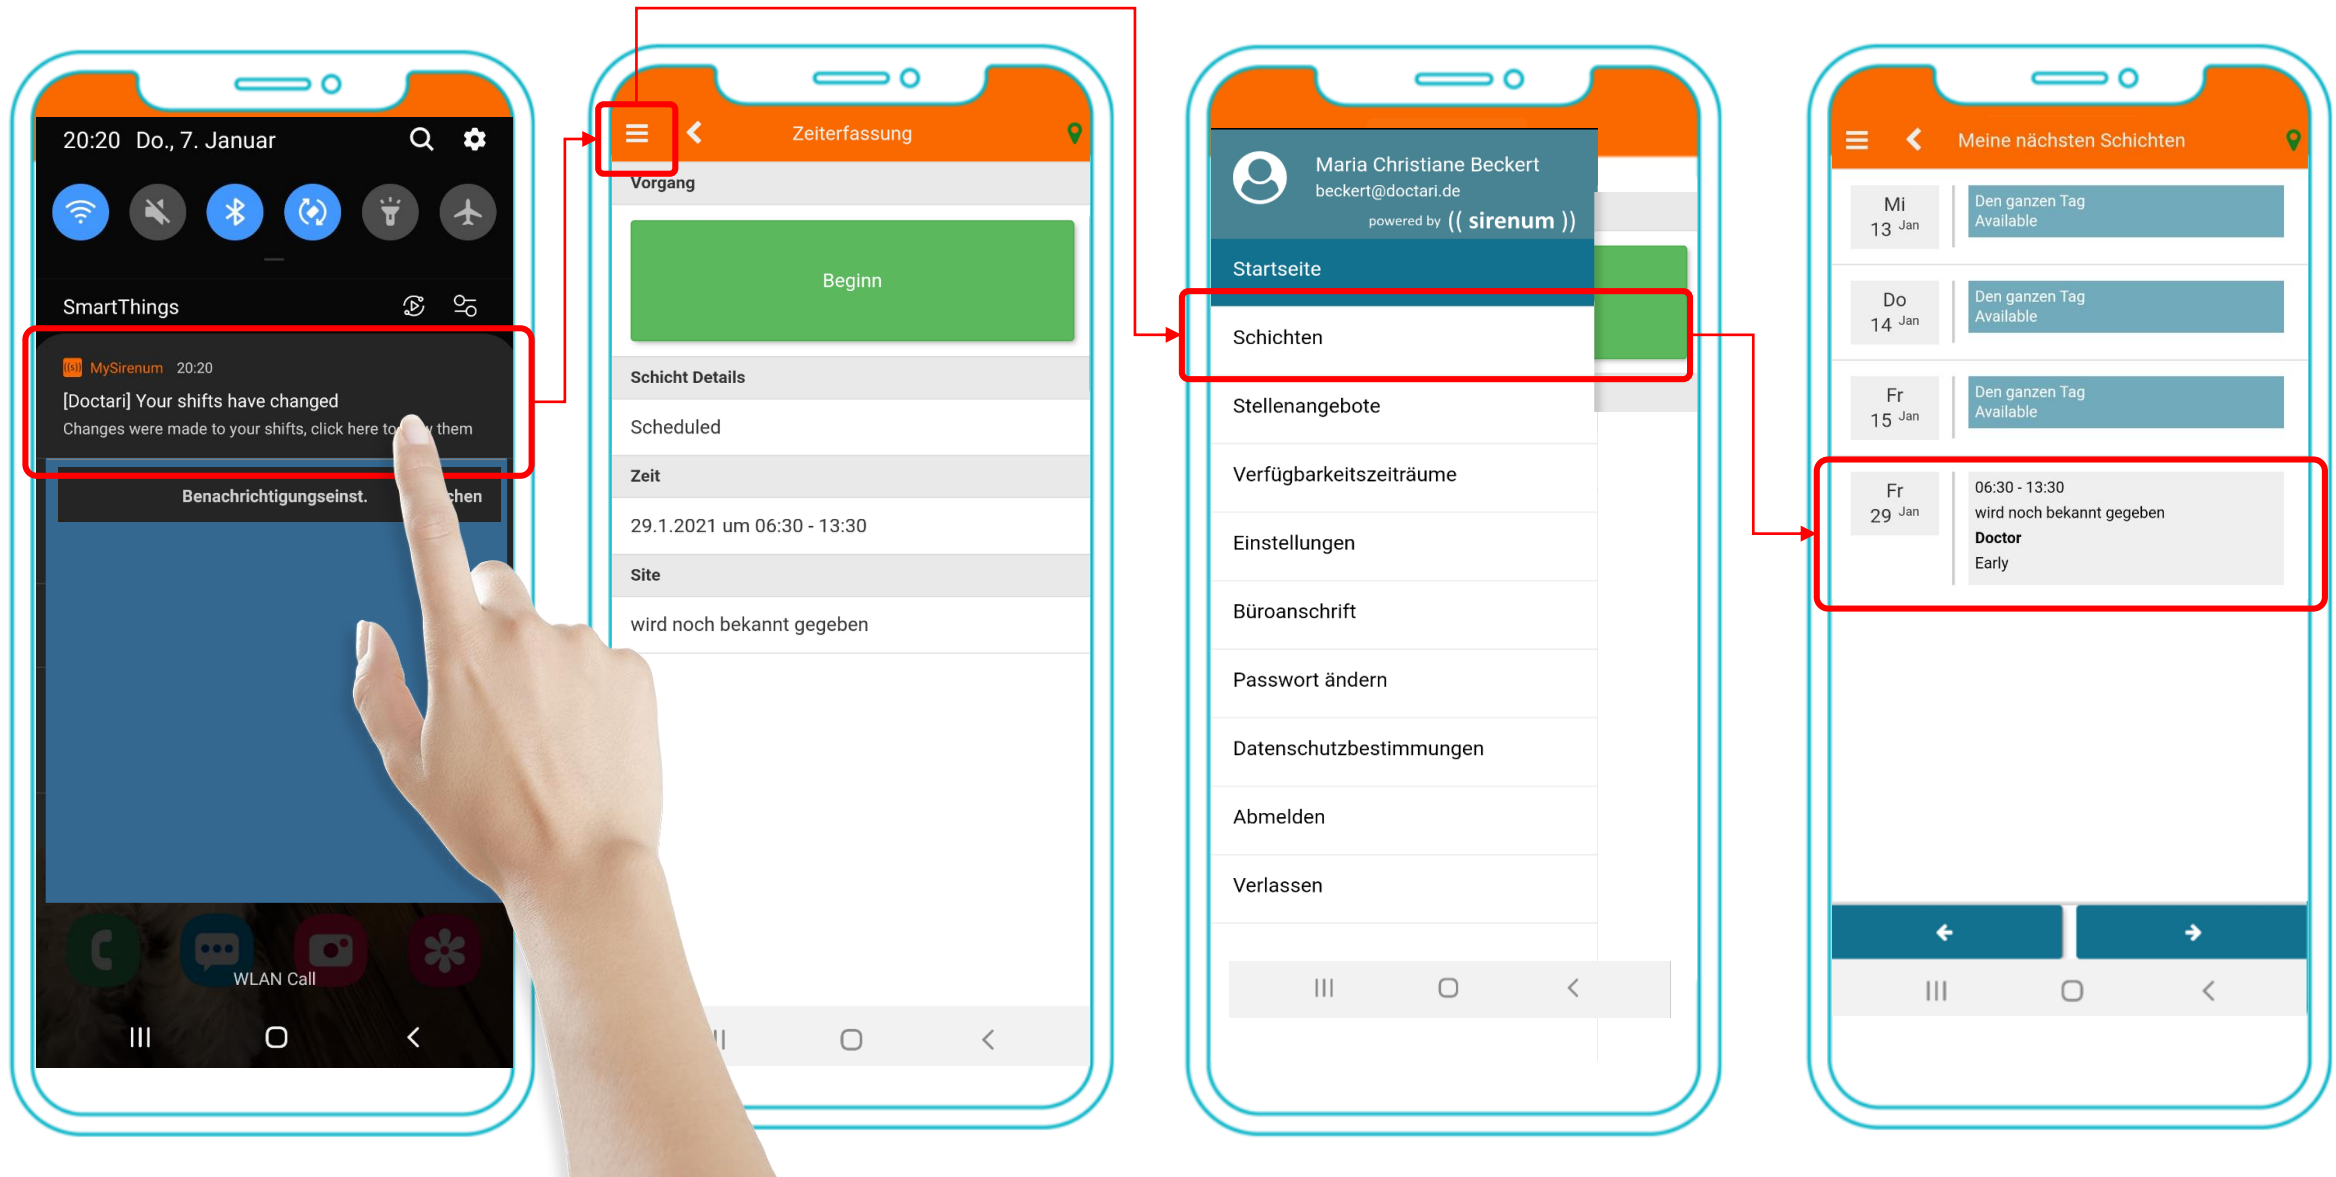 20:20 Do., 7. Januar
SmartThings
MySirenum 20:20
[Doctari] Your shifts have changed
Changes were made to your shifts, click here to them
Benachrichtigungseinst.
WLAN Call
Zeiterfassung
Vorgang
Beginn
Schicht Details
Scheduled
Zeit
29.1.2021 um 06:30 - 13:30
Site
wird noch bekannt gegeben
Maria Christiane Beckert
beckert@doctari.de
powered by (( sirenum ))
Startseite
Schichten
Stellenangebote
Verfügbarkeitszeiträume
Einstellungen
Büroanschrift
Passwort ändern
Datenschutzbestimmungen
Abmelden
Verlassen
Meine nächsten Schichten
Mi
13 Jan
Den ganzen Tag
Available
Do
14 Jan
Den ganzen Tag
Available
Fr
15 Jan
Den ganzen Tag
Available
Fr
29 Jan
06:30 - 13:30
wird noch bekannt gegeben
Doctor
Early